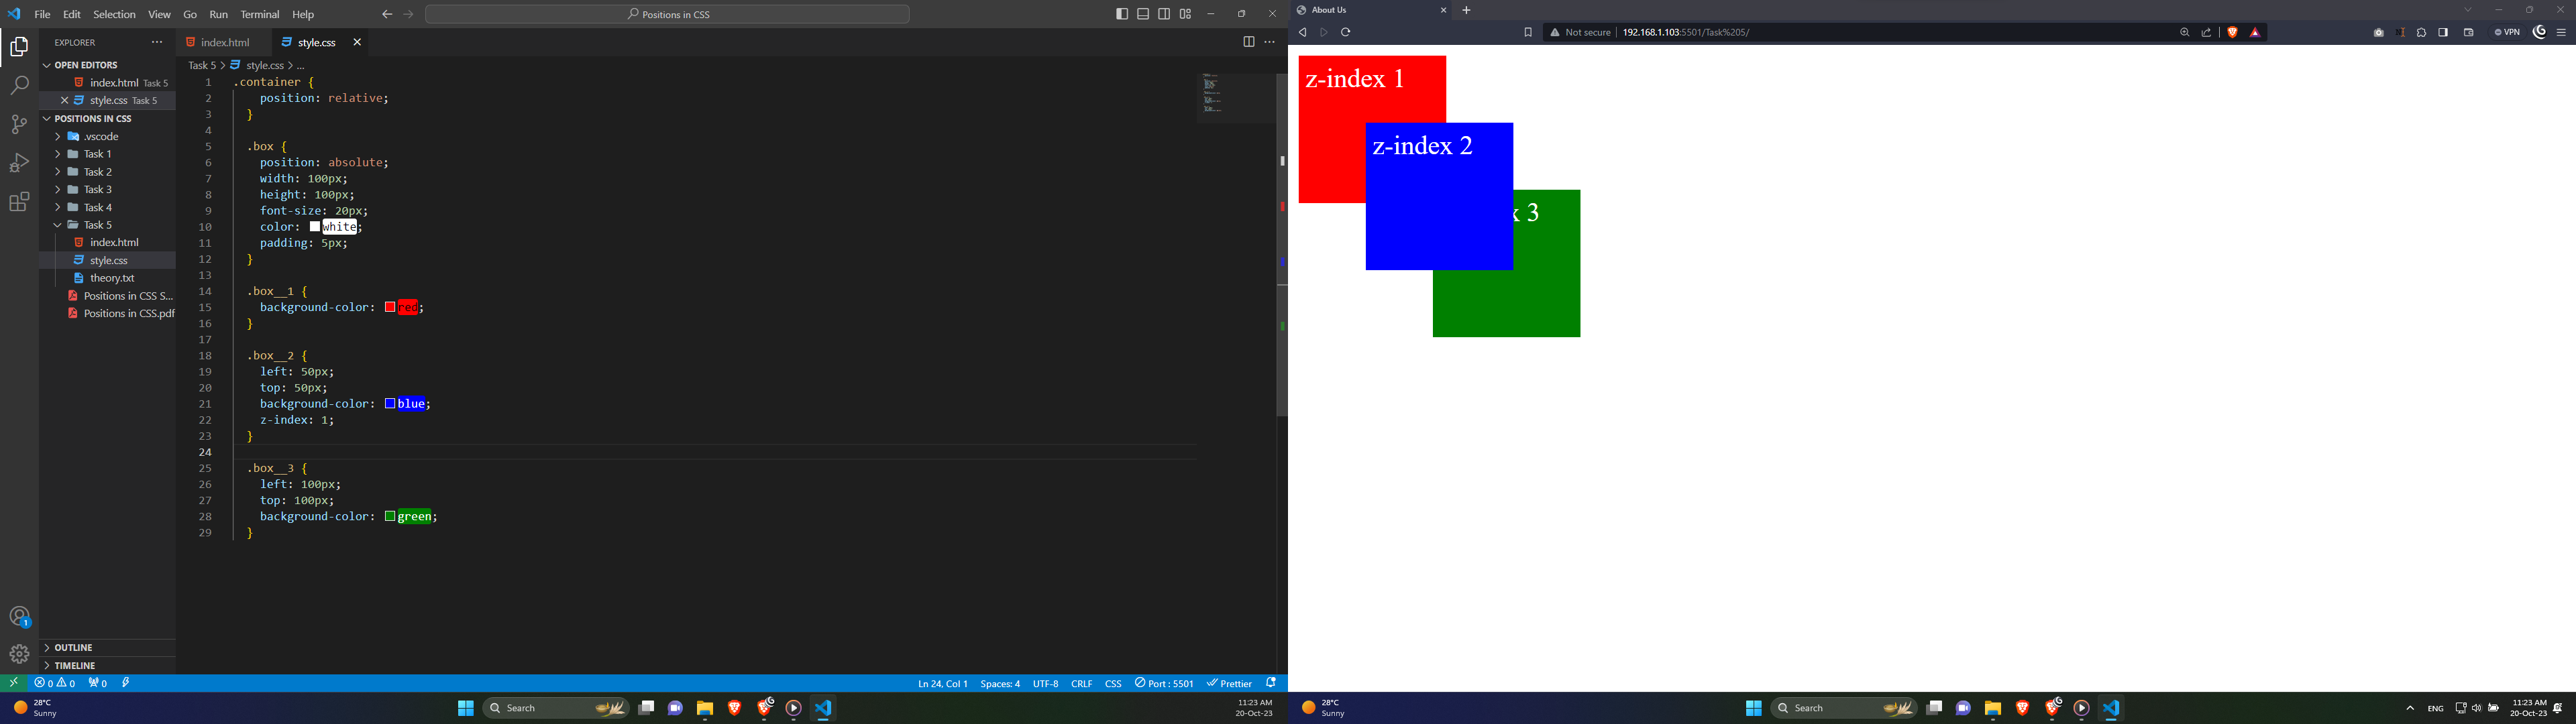 File Edit Selection View Go Run Terminal Help
Positions in CSS
EXPLORER
OPEN EDITORS
index.html Task 5
style.css Task 5
POSITIONS IN CSS
.vscode
Task 1
Task 2
Task 3
Task 4
Task 5
index.html
style.css
theory.txt
Positions in CSS S...
Positions in CSS.pdf
OUTLINE
TIMELINE
1
index.html
style.css
Task 5 > style.css > ...
1 .container {
2 position: relative;
3 }
4
5 .box {
6 position: absolute;
7 width: 100px;
8 height: 100px;
9 font-size: 20px;
10 color: white;
11 padding: 5px;
12 }
13
14 .box__1 {
15 background-color: red;
16 }
17
18 .box__2 {
19 left: 50px;
20 top: 50px;
21 background-color: blue;
22 z-index: 1;
23 }
24
25 .box__3 {
26 left: 100px;
27 top: 100px;
28 background-color: green;
29 }
0 0 0
Ln 24, Col 1 Spaces: 4 UTF-8 CRLF CSS Port : 5501 Prettier
28°C
Sunny
Search
11:23 AM
20-Oct-23
About Us
Not secure 192.168.1.103:5501/Task%205/
VPN
z-index 1
z-index 2
x 3
28°C
Sunny
Search
ENG
11:23 AM
20-Oct-23